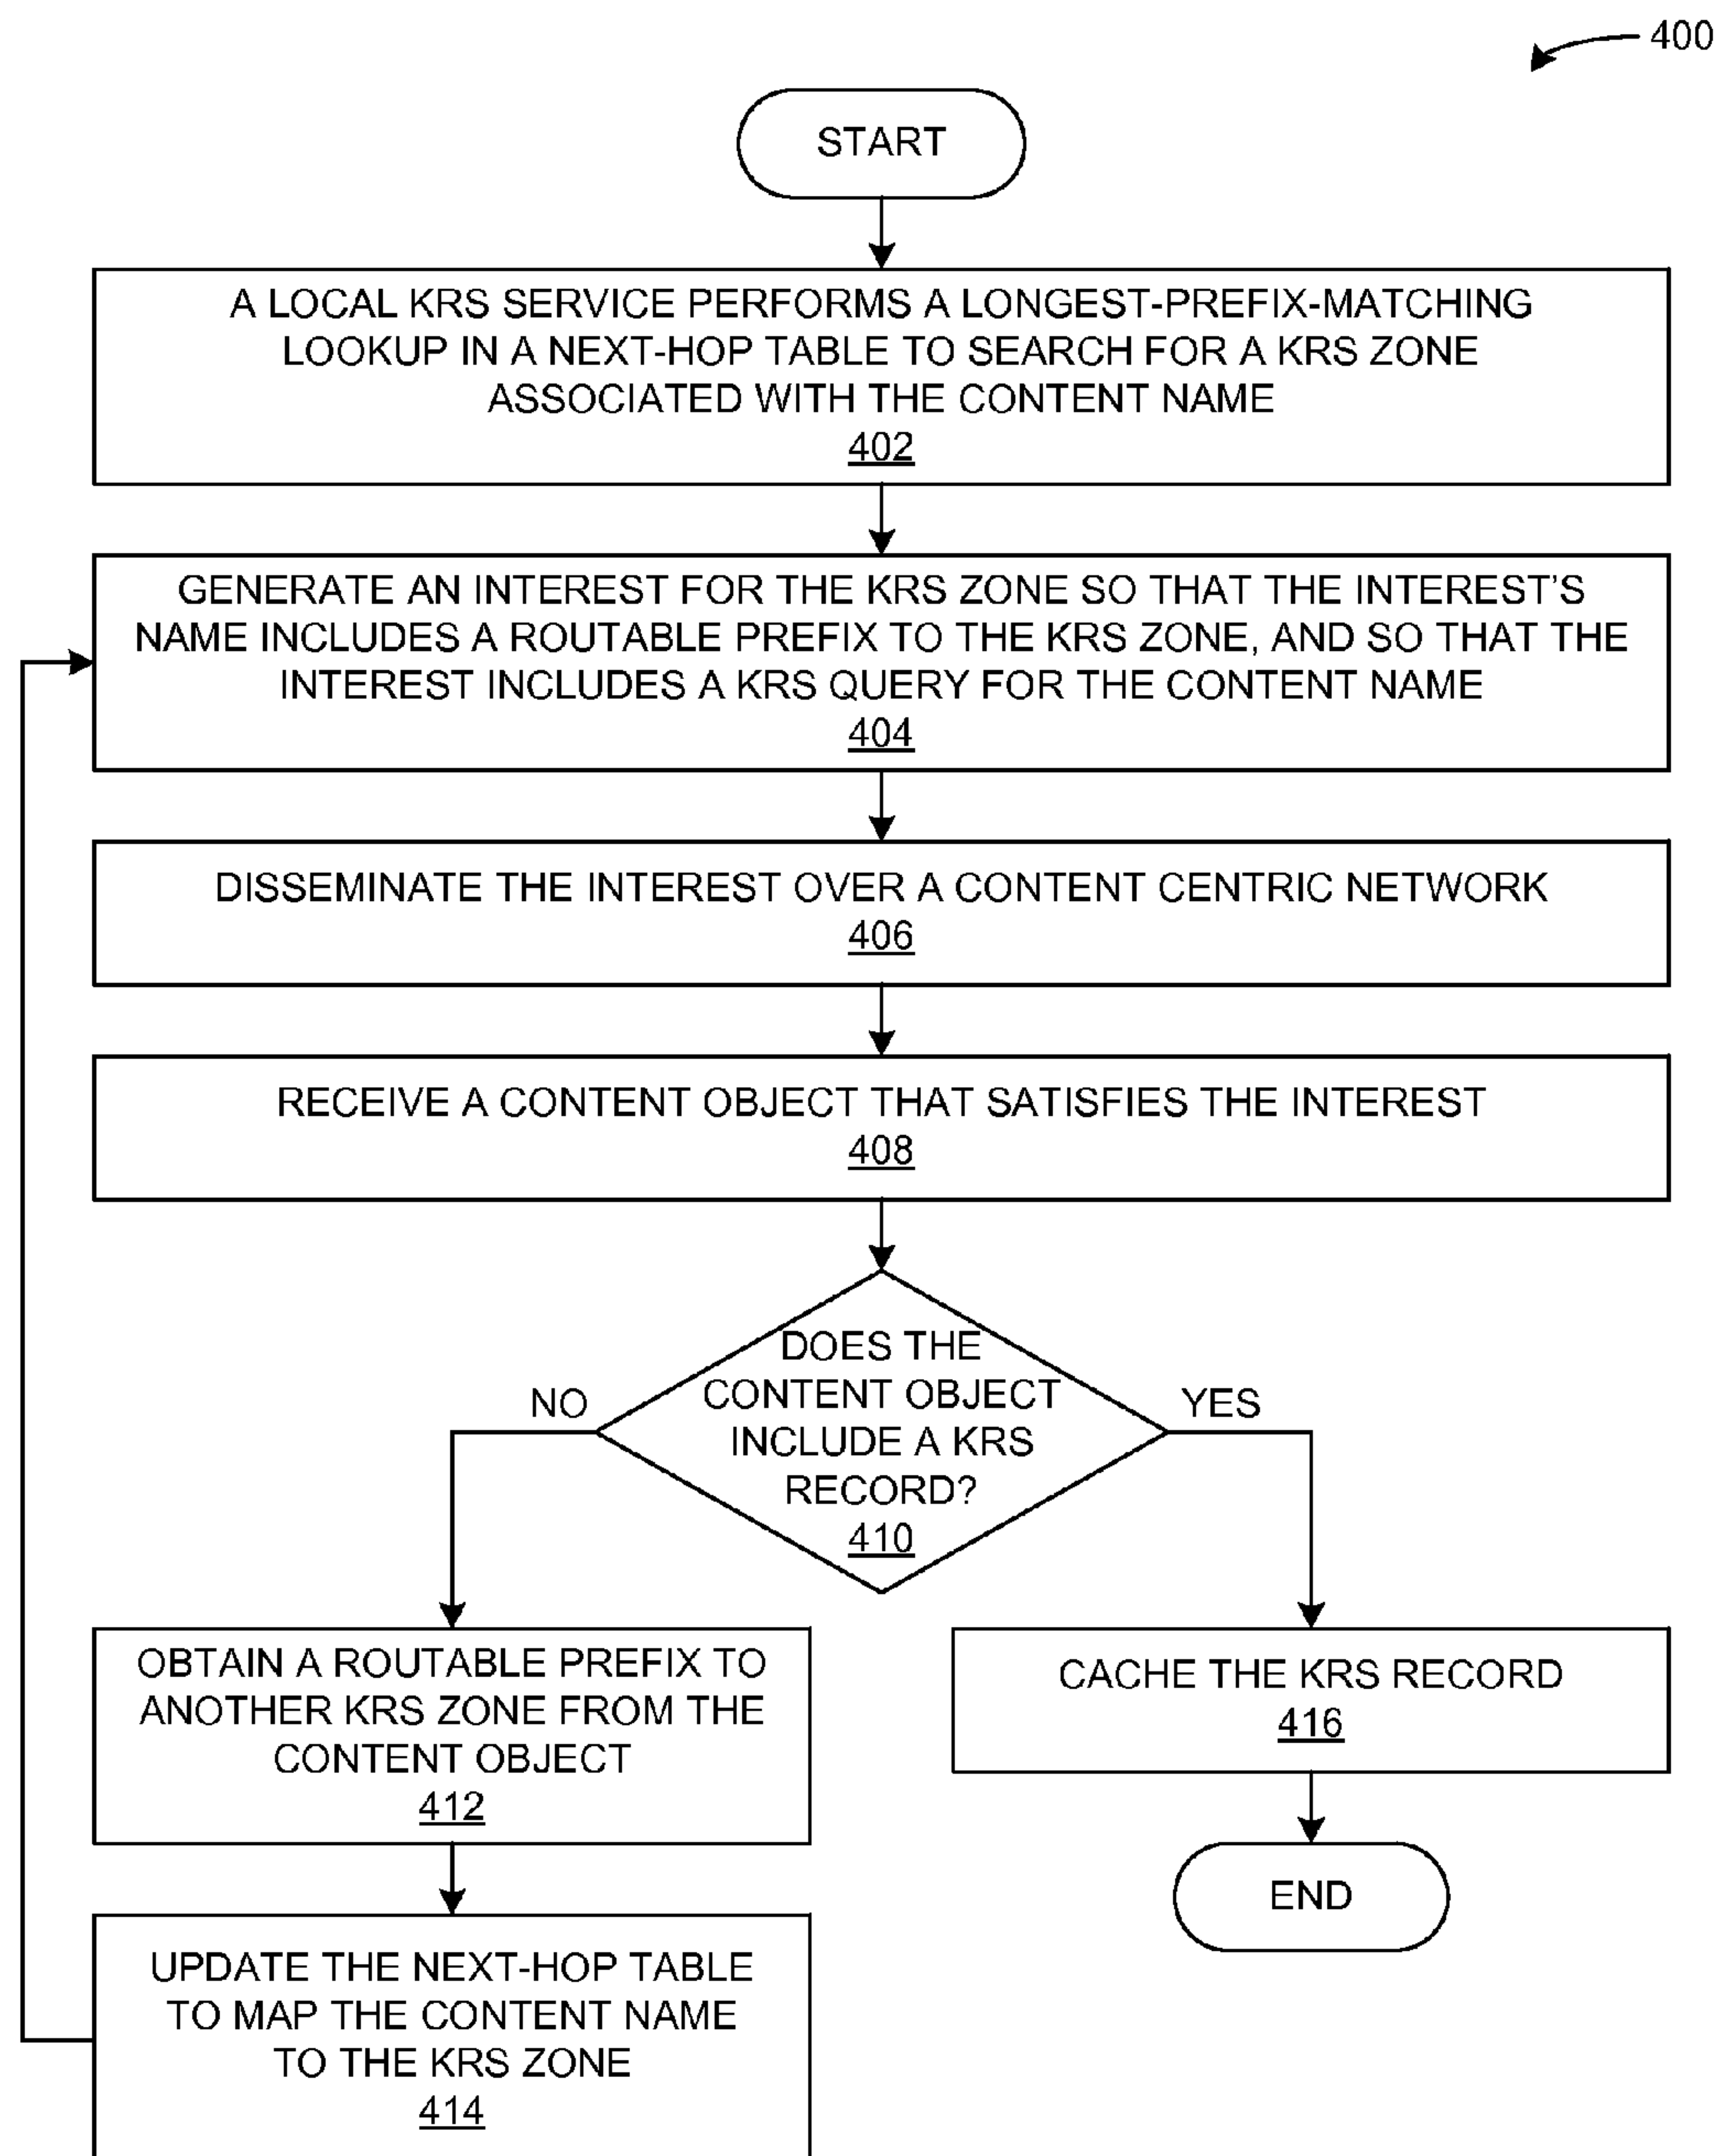 400
START
A LOCAL KRS SERVICE PERFORMS A LONGEST-PREFIX-MATCHING
LOOKUP IN A NEXT-HOP TABLE TO SEARCH FOR A KRS ZONE
ASSOCIATED WITH THE CONTENT NAME
402
GENERATE AN INTEREST FOR THE KRS ZONE SO THAT THE INTEREST'S
NAME INCLUDES A ROUTABLE PREFIX TO THE KRS ZONE, AND SO THAT THE
INTEREST INCLUDES A KRS QUERY FOR THE CONTENT NAME
404
DISSEMINATE THE INTEREST OVER A CONTENT CENTRIC NETWORK
406
RECEIVE A CONTENT OBJECT THAT SATISFIES THE INTEREST
408
DOES THE
CONTENT OBJECT
INCLUDE A KRS
RECORD?
410
NO
YES
OBTAIN A ROUTABLE PREFIX TO
ANOTHER KRS ZONE FROM THE
CONTENT OBJECT
412
CACHE THE KRS RECORD
416
END
UPDATE THE NEXT-HOP TABLE
TO MAP THE CONTENT NAME
TO THE KRS ZONE
414